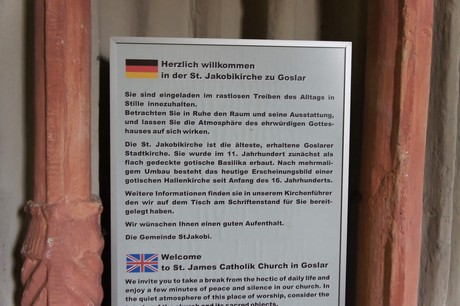 Herzlich willkommen
in der St. Jakobikirche zu Goslar
Sie sind eingeladen im rastlosen Treiben des Alltags in
Stille innezuhalten.
Betrachten Sie in Ruhe den Raum und seine Ausstattung,
und lassen Sie die Atmosphäre des ehrwürdigen Gottes-
hauses auf sich wirken.
Die St. Jakobikirche ist die älteste, erhaltene Goslarer
Stadtkirche. Sie wurde im 11. Jahrhundert zunächst als
flach gedeckte gotische Basilika erbaut. Nach mehrmali-
gem Umbau besteht das heutige Erscheinungsbild einer
gotischen Hallenkirche seit Anfang des 16. Jahrhunderts.
Weitere Informationen finden sie in unserem Kirchenführer
den wir auf dem Tisch am Schriftenstand für Sie bereit-
gelegt haben.
Wir wünschen Ihnen einen guten Aufenthalt.
Die Gemeinde StJakobi.
Welcome
to St. James Catholic Church in Goslar
We invite you to take a break from the hectic of daily life and
enjoy a few minutes of peace and silence in our church. In
the quiet atmosphere of this place of worship, consider the